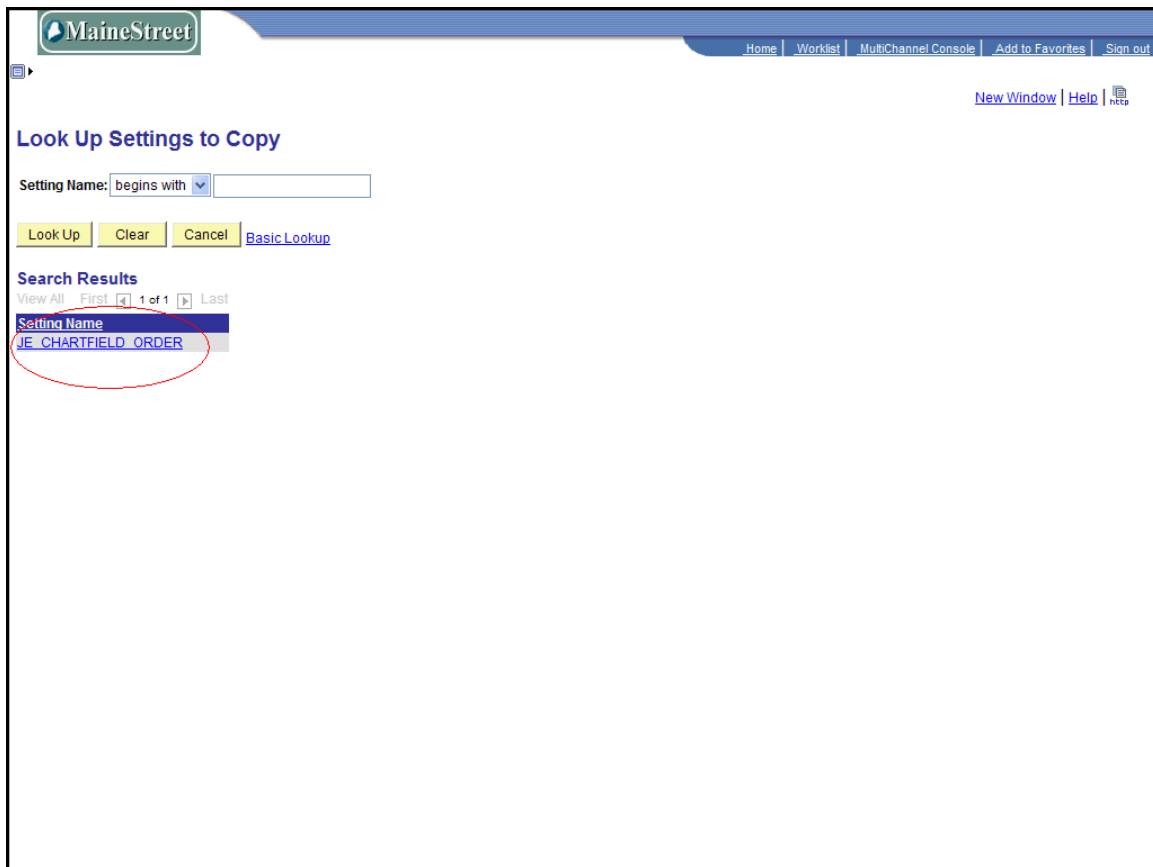 MaineStreet
Home Worklist MultiChannel Console Add to Favorites Sign out
New Window | Help | http
Look Up Settings to Copy
Setting Name: begins with
Look Up Clear Cancel Basic Lookup
Search Results
View All First 1 of 1 Last
Setting Name
JE_CHARTFIELD_ORDER